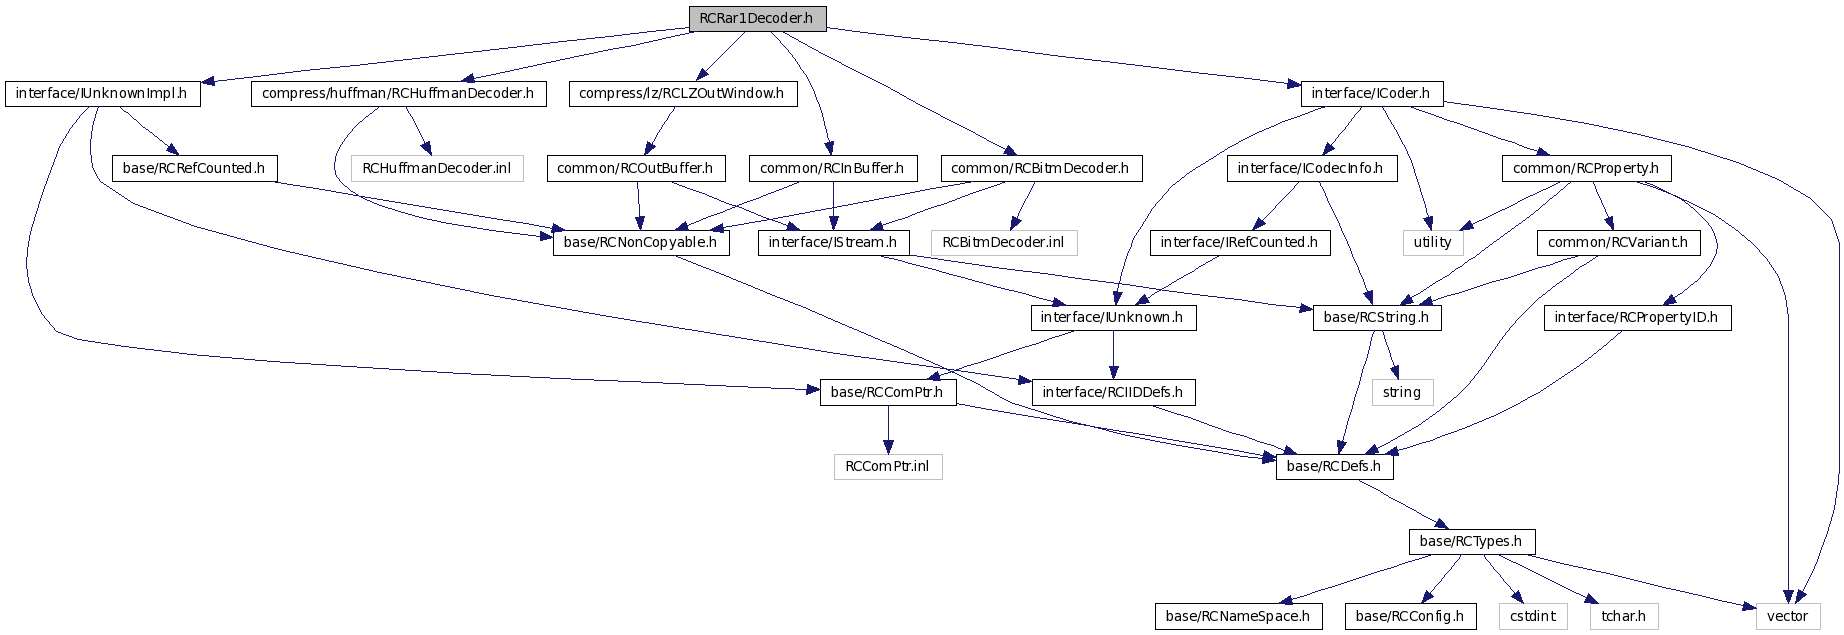 RCRar1Decoder.h
interface/IUnknownImpl.h
compress/huffman/RCHuffmanDecoder.h
compress/lz/RCLZOutWindow.h
interface/ICoder.h
base/RCRefCounted.h
RCHuffmanDecoder.inl
common/RCOutBuffer.h
common/RCInBuffer.h
common/RCBitmDecoder.h
interface/ICodecInfo.h
common/RCProperty.h
base/RCNonCopyable.h
interface/IStream.h
RCBitmDecoder.inl
interface/IRefCounted.h
utility
common/RCVariant.h
interface/IUnknown.h
base/RCString.h
interface/RCPropertyID.h
base/RCComPtr.h
interface/RCIIDDefs.h
string
RCComPtr.inl
base/RCDefs.h
base/RCTypes.h
base/RCNameSpace.h
base/RCConfig.h
cstdint
tchar.h
vector